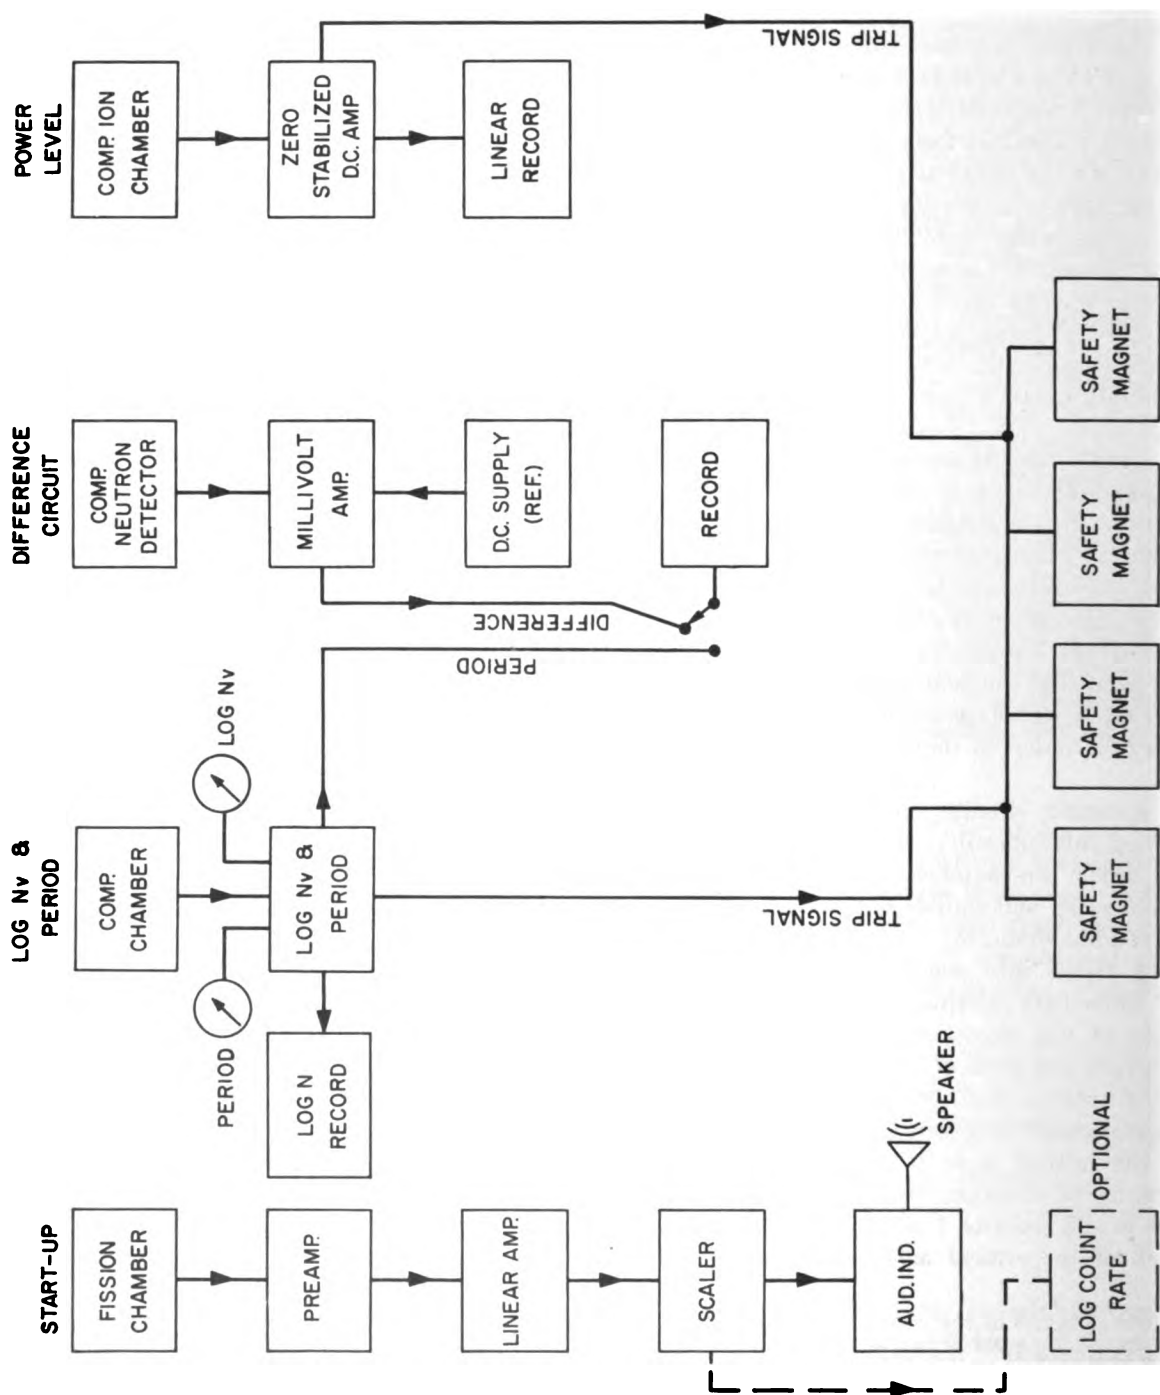 START-UP
FISSION
CHAMBER
PREAMP.
LINEAR AMP.
SCALER
AUD. IND.
SPEAKER
LOG COUNT
RATE
OPTIONAL
LOG Nv &
PERIOD
COMP.
CHAMBER
PERIOD
LOG Nv
LOG Nv &
PERIOD
LOG N
RECORD
TRIP SIGNAL
PERIOD
DIFFERENCE
CIRCUIT
COMP.
NEUTRON
DETECTOR
MILLIVOLT
AMP.
D.C. SUPPLY
(REF.)
DIFFERENCE
RECORD
POWER
LEVEL
COMP. ION
CHAMBER
ZERO
STABILIZED
D.C. AMP
LINEAR
RECORD
TRIP SIGNAL
SAFETY
MAGNET
SAFETY
MAGNET
SAFETY
MAGNET
SAFETY
MAGNET